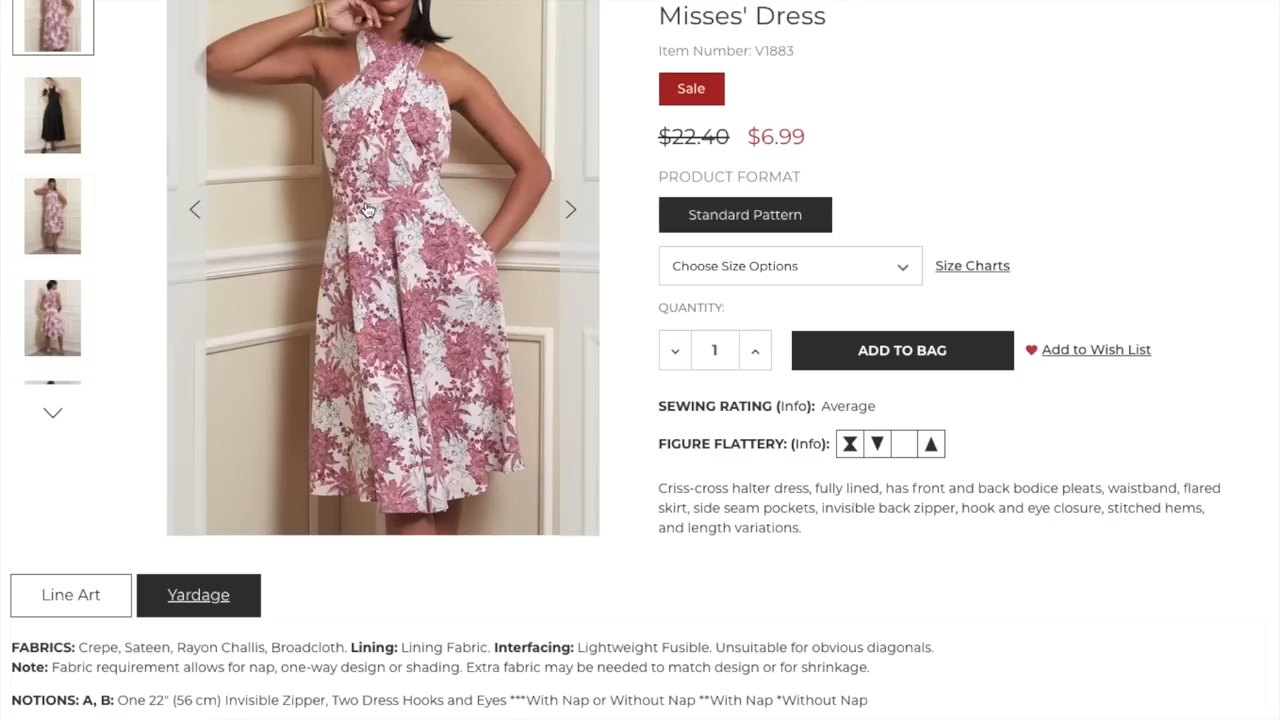 Misses' Dress
Item Number: V1883
Sale
$22.40 $6.99
PRODUCT FORMAT
Standard Pattern
Choose Size Options
Size Charts
QUANTITY:
1
ADD TO BAG
Add to Wish List
SEWING RATING (Info): Average
FIGURE FLATTERY: (Info):
Criss-cross halter dress, fully lined, has front and back bodice pleats, waistband, flared
skirt, side seam pockets, invisible back zipper, hook and eye closure, stitched hems,
and length variations.
Line Art
Yardage
FABRICS: Crepe, Sateen, Rayon Challis, Broadcloth. Lining: Lining Fabric. Interfacing: Lightweight Fusible. Unsuitable for obvious diagonals.
Note: Fabric requirement allows for nap, one-way design or shading. Extra fabric may be needed to match design or for shrinkage.
NOTIONS: A, B: One 22" (56 cm) Invisible Zipper, Two Dress Hooks and Eyes ***With Nap or Without Nap **With Nap *Without Nap